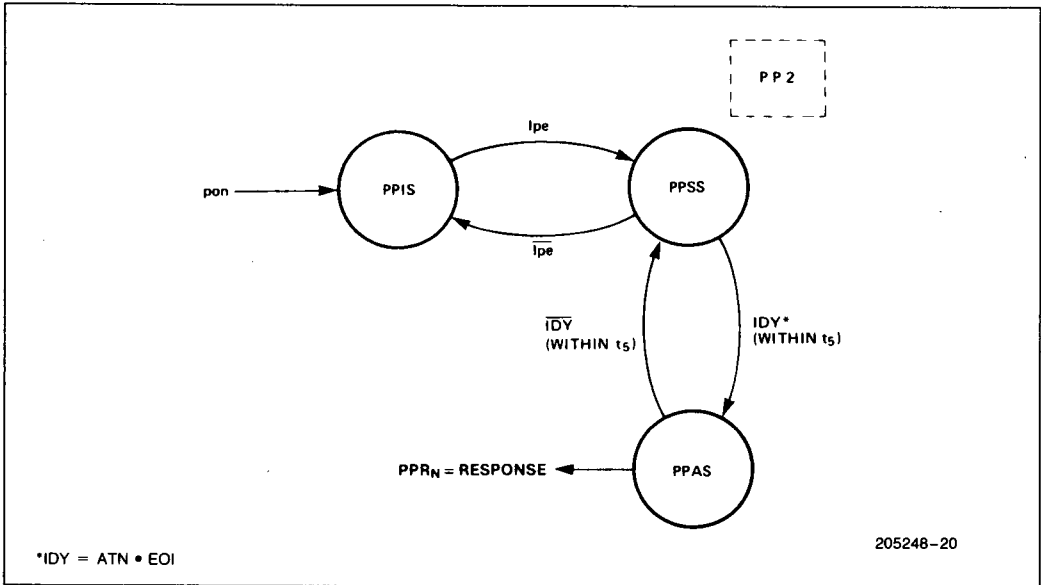 PP2
lpe
PPIS
PPSS
pon
lpe
IDY
(WITHIN t5)
IDY*
(WITHIN t5)
PPRN = RESPONSE
PPAS
*IDY = ATN • EOI
205248-20